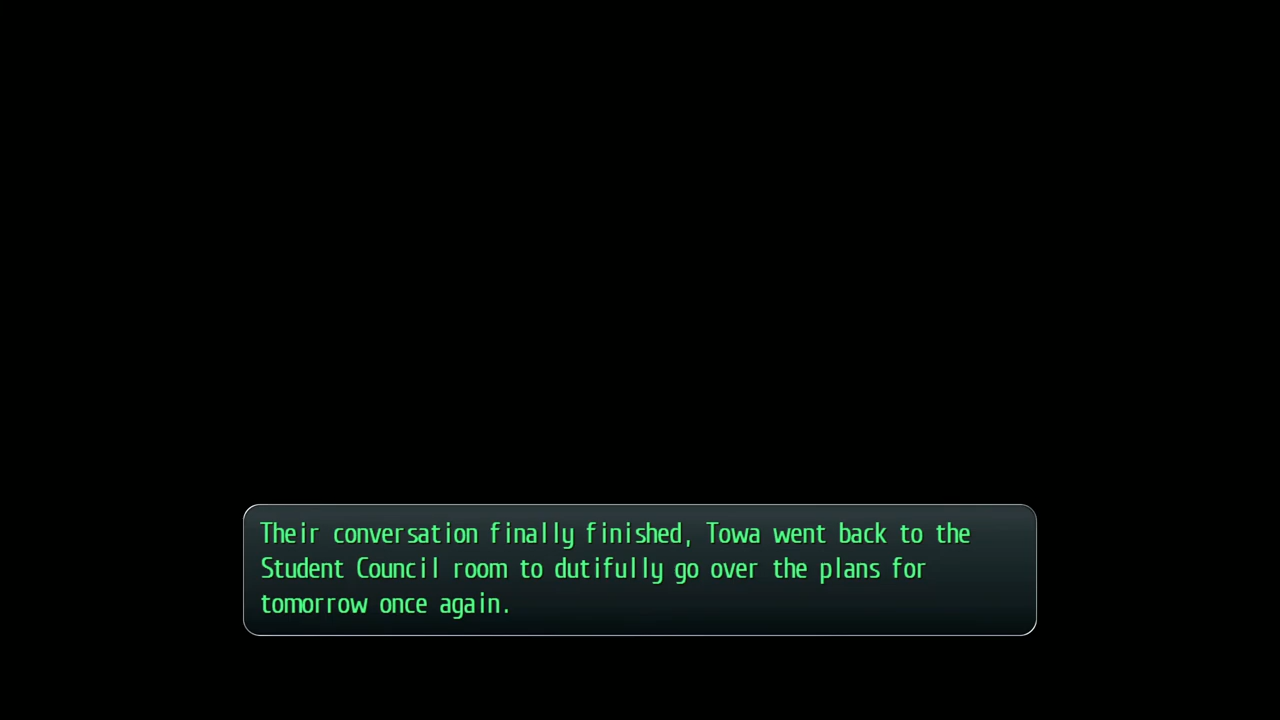 Their conversation finally finished, Towa went back to the
Student Council room to dutifully go over the plans for
tomorrow once again.